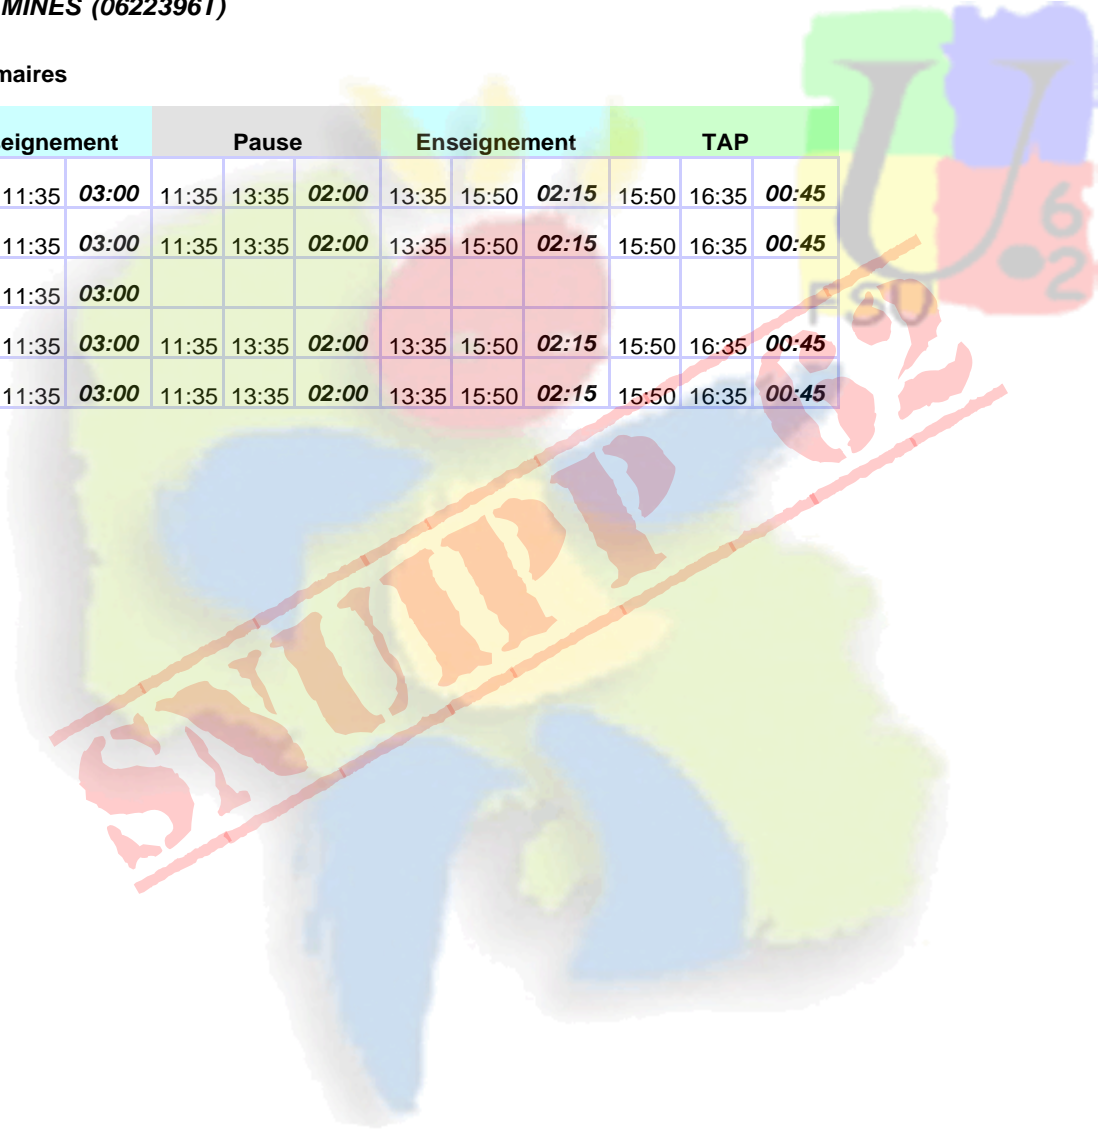 MINES (0622396T)
maires
eignement Pause Enseignement TAP
11:35 03:00 11:35 13:35 02:00 13:35 15:50 02:15 15:50 16:35 00:45
11:35 03:00 11:35 13:35 02:00 13:35 15:50 02:15 15:50 16:35 00:45
11:35 03:00
11:35 03:00 11:35 13:35 02:00 13:35 15:50 02:15 15:50 16:35 00:45
11:35 03:00 11:35 13:35 02:00 13:35 15:50 02:15 15:50 16:35 00:45
U.
62
FSU
SNUIPP 62